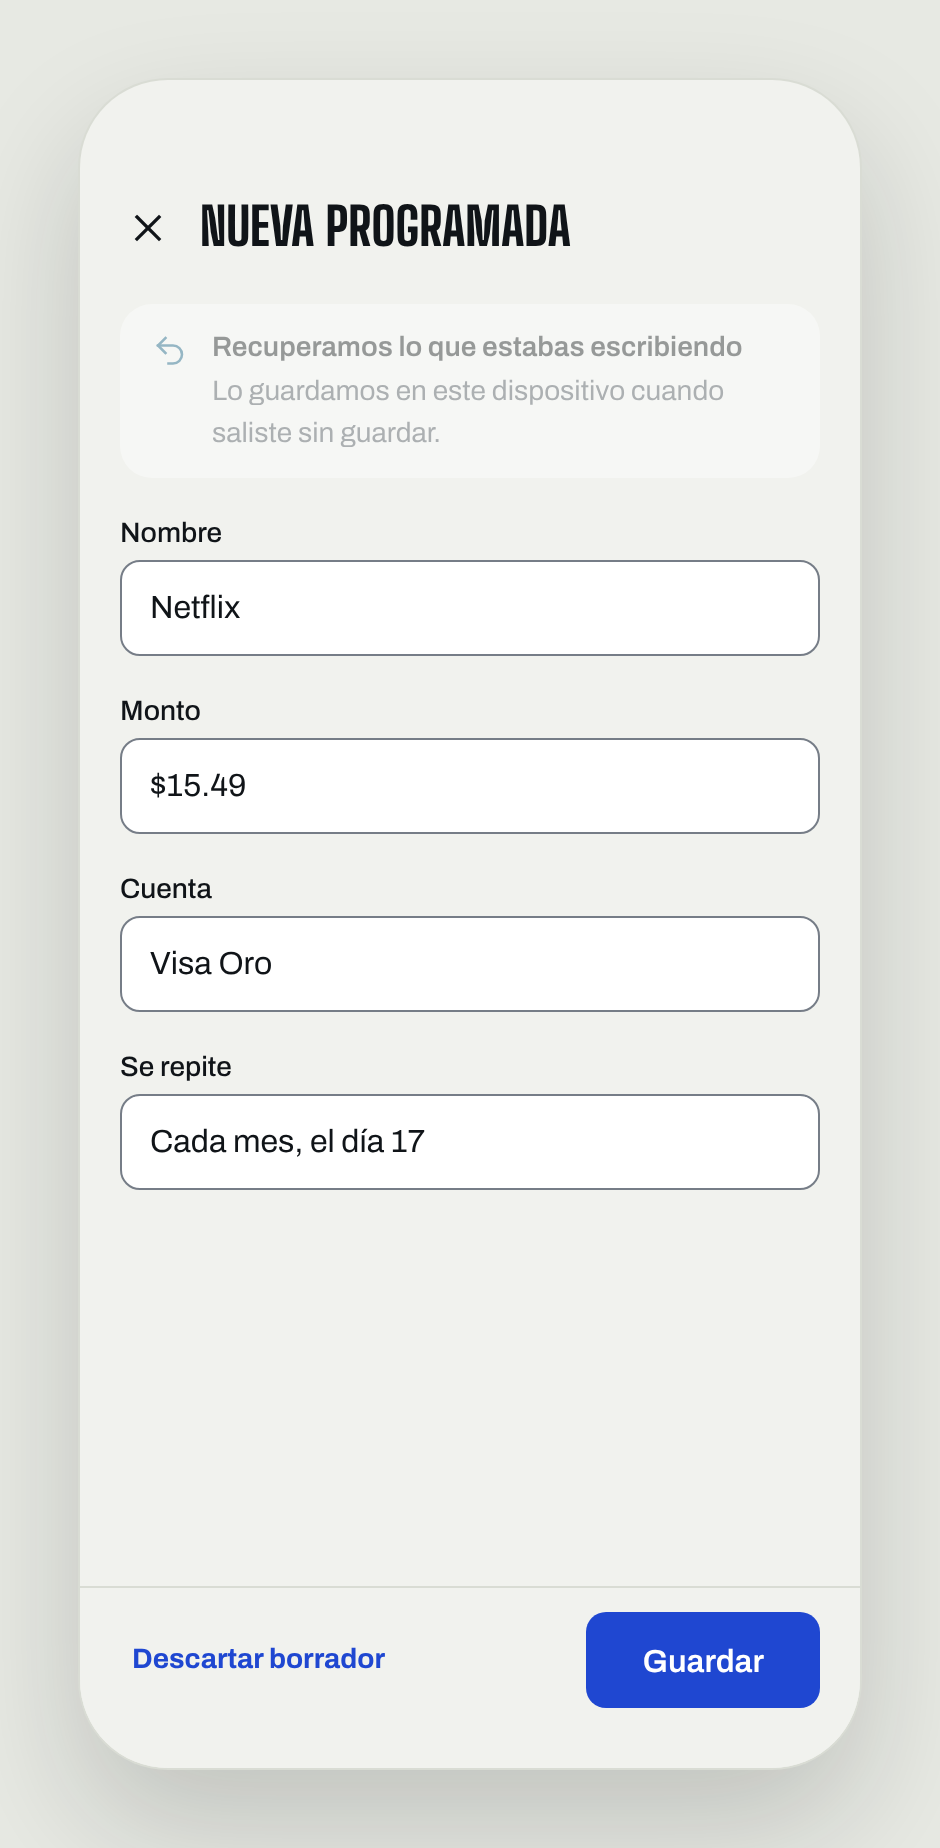 NUEVA PROGRAMADA
Recuperamos lo que estabas escribiendo
Lo guardamos en este dispositivo cuando
saliste sin guardar.
Nombre
Netflix
Monto
$15.49
Cuenta
Visa Oro
Se repite
Cada mes, el día 17
Descartar borrador
Guardar